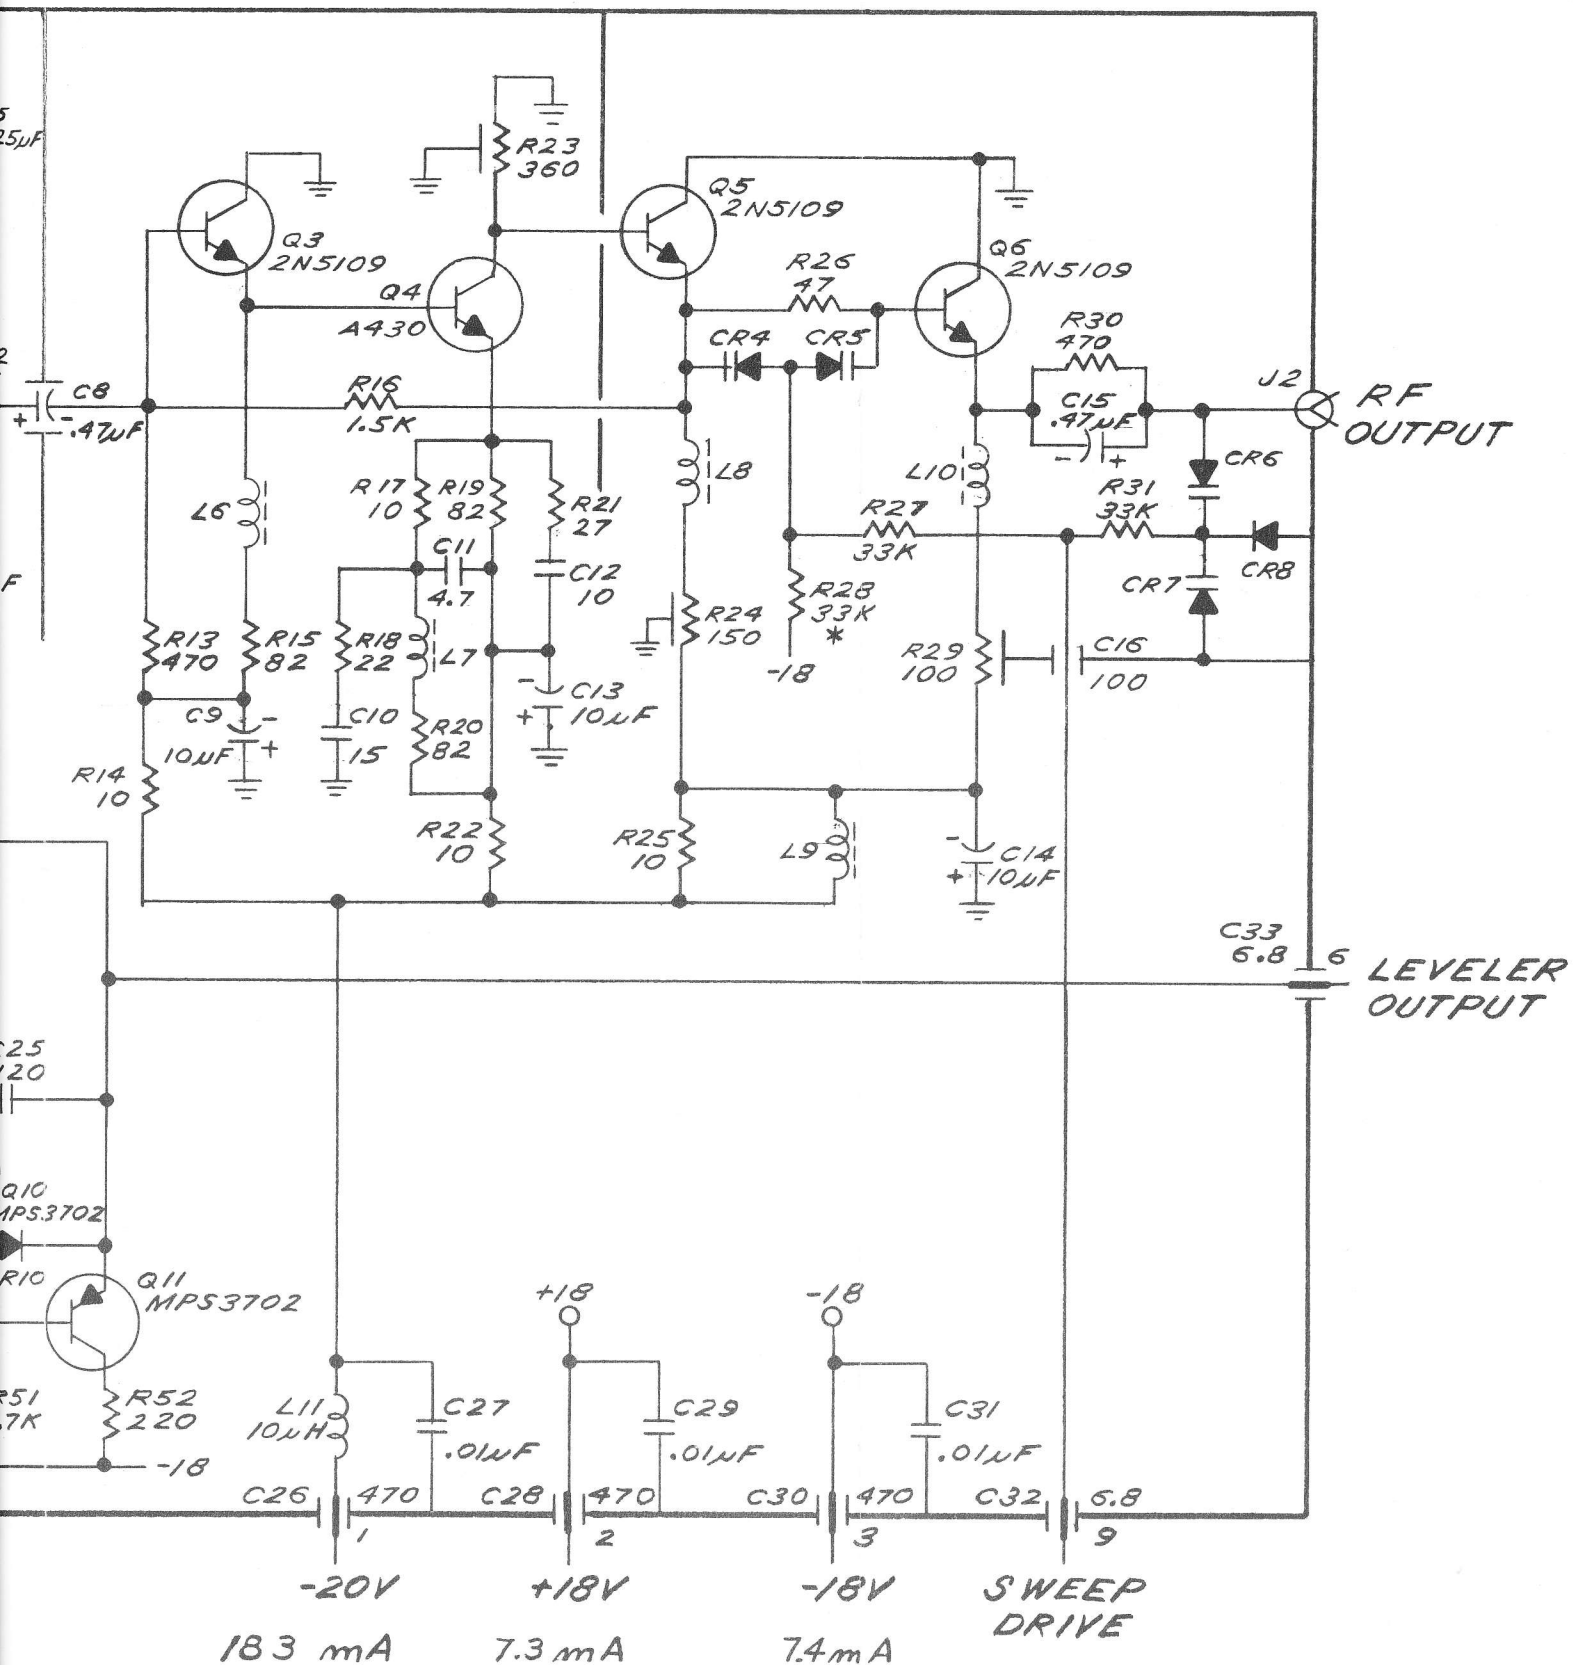 25µF
R23
360
Q5
2N5109
Q3
2N5109
Q6
2N5109
R26
47
Q4
A430
CR4
CR5
R30
470
J2
RF
OUTPUT
C8
+
-
.47µF
R16
1.5K
C15
.47µF
-
+
CR6
L6
R17
10
R19
82
R21
27
L8
L10
R27
33K
R31
33K
C11
4.7
C12
10
R28
33K
*
-18
CR7
CR8
F
R13
470
R15
82
R18
22
L7
R24
150
R29
100
C16
100
C9
-
+
10µF
C10
15
R20
82
-
+
C13
10µF
R14
10
R22
10
R25
10
L9
-
+
C14
10µF
C33
6.8
6
LEVELER
OUTPUT
C25
120
Q10
MPS3702
R10
Q11
MPS3702
+18
-18
R51
.7K
R52
220
-18
L11
10µH
C27
.01µF
C29
.01µF
C31
.01µF
C26
470
1
C28
470
2
C30
470
3
C32
6.8
9
-20V
+18V
-18V
SWEEP
DRIVE
183 mA
7.3 mA
7.4 mA